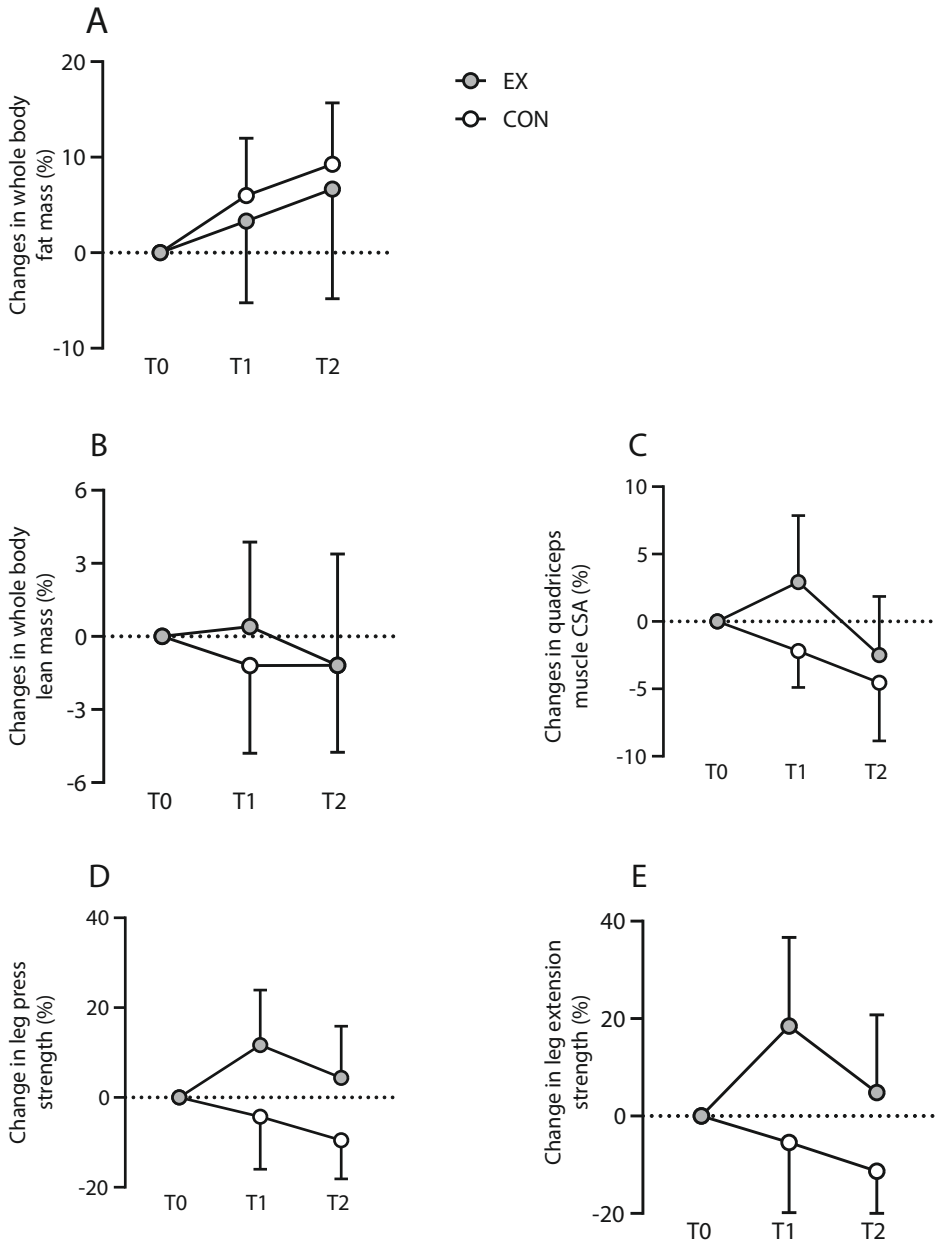 A
20
10
0
-10
Changes in whole body
fat mass (%)
T0 T1 T2
EX
CON
B
6
3
0
-3
-6
Changes in whole body
lean mass (%)
T0 T1 T2
C
10
5
0
-5
-10
Changes in quadriceps
muscle CSA (%)
T0 T1 T2
D
40
20
0
-20
Change in leg press
strength (%)
T0 T1 T2
E
40
20
0
-20
Change in leg extension
strength (%)
T0 T1 T2